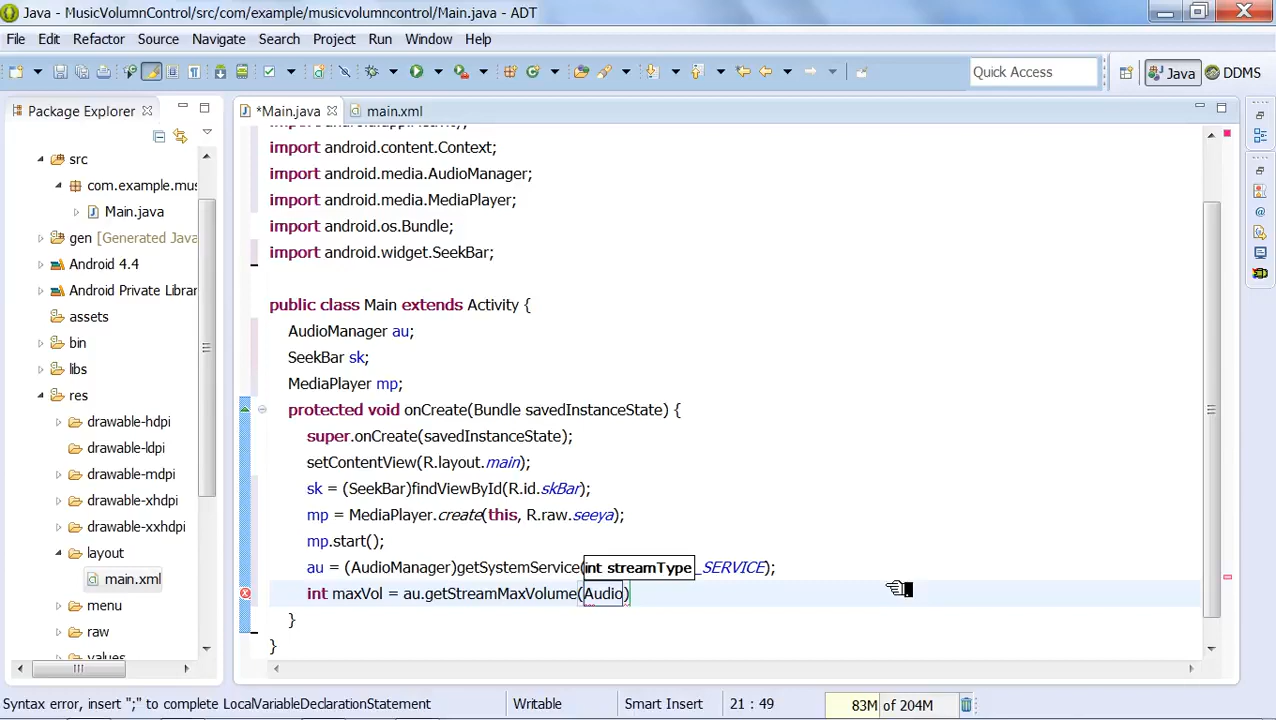 Java - MusicVolumnControl/src/com/example/musicvolumncontrol/Main.java - ADT
File Edit Refactor Source Navigate Search Project Run Window Help
Quick Access
Java
DDMS
Package Explorer
*Main.java
main.xml
src
com.example.mus
Main.java
gen [Generated Java
Android 4.4
Android Private Librar
assets
bin
libs
res
drawable-hdpi
drawable-ldpi
drawable-mdpi
drawable-xhdpi
drawable-xxhdpi
layout
main.xml
menu
raw
values
import android.content.Context;
import android.media.AudioManager;
import android.media.MediaPlayer;
import android.os.Bundle;
import android.widget.SeekBar;
public class Main extends Activity {
AudioManager au;
SeekBar sk;
MediaPlayer mp;
protected void onCreate(Bundle savedInstanceState) {
super.onCreate(savedInstanceState);
setContentView(R.layout.main);
sk = (SeekBar)findViewById(R.id.skBar);
mp = MediaPlayer.create(this, R.raw.seeya);
mp.start();
au = (AudioManager)getSystemService(int streamType_SERVICE);
int maxVol = au.getStreamMaxVolume(Audio)
}
}
Syntax error, insert ";" to complete LocalVariableDeclarationStatement
Writable
Smart Insert
21 : 49
83M of 204M